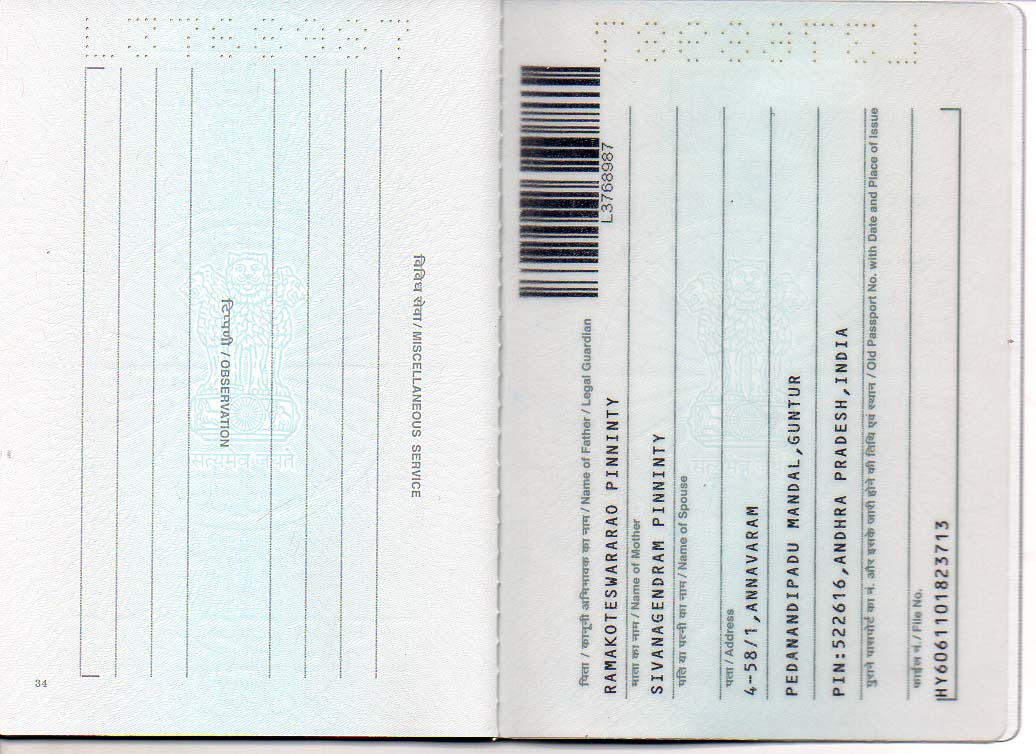 विविध सेवा / MISCELLANEOUS SERVICE
टिप्पणी / OBSERVATION
सत्यमेव जयते
34
L3768987
L3768987
L3768987
पिता / कानूनी अभिभावक का नाम / Name of Father / Legal Guardian
RAMAKOTESWARARAO PINNINTY
माता का नाम / Name of Mother
SIVANAGENDRAM PINNINTY
पति या पत्नी का नाम / Name of Spouse
पता / Address
4-58/1,ANNAVARAM
PEDANANDIPADU MANDAL,GUNTUR
PIN:522616,ANDHRA PRADESH,INDIA
पुराने पासपोर्ट का नं. और इसके जारी होने की तिथि एवं स्थान / Old Passport No. with Date and Place of Issue
फाईल नं./ File No.
HY6061101823713
सत्यमेव जयते